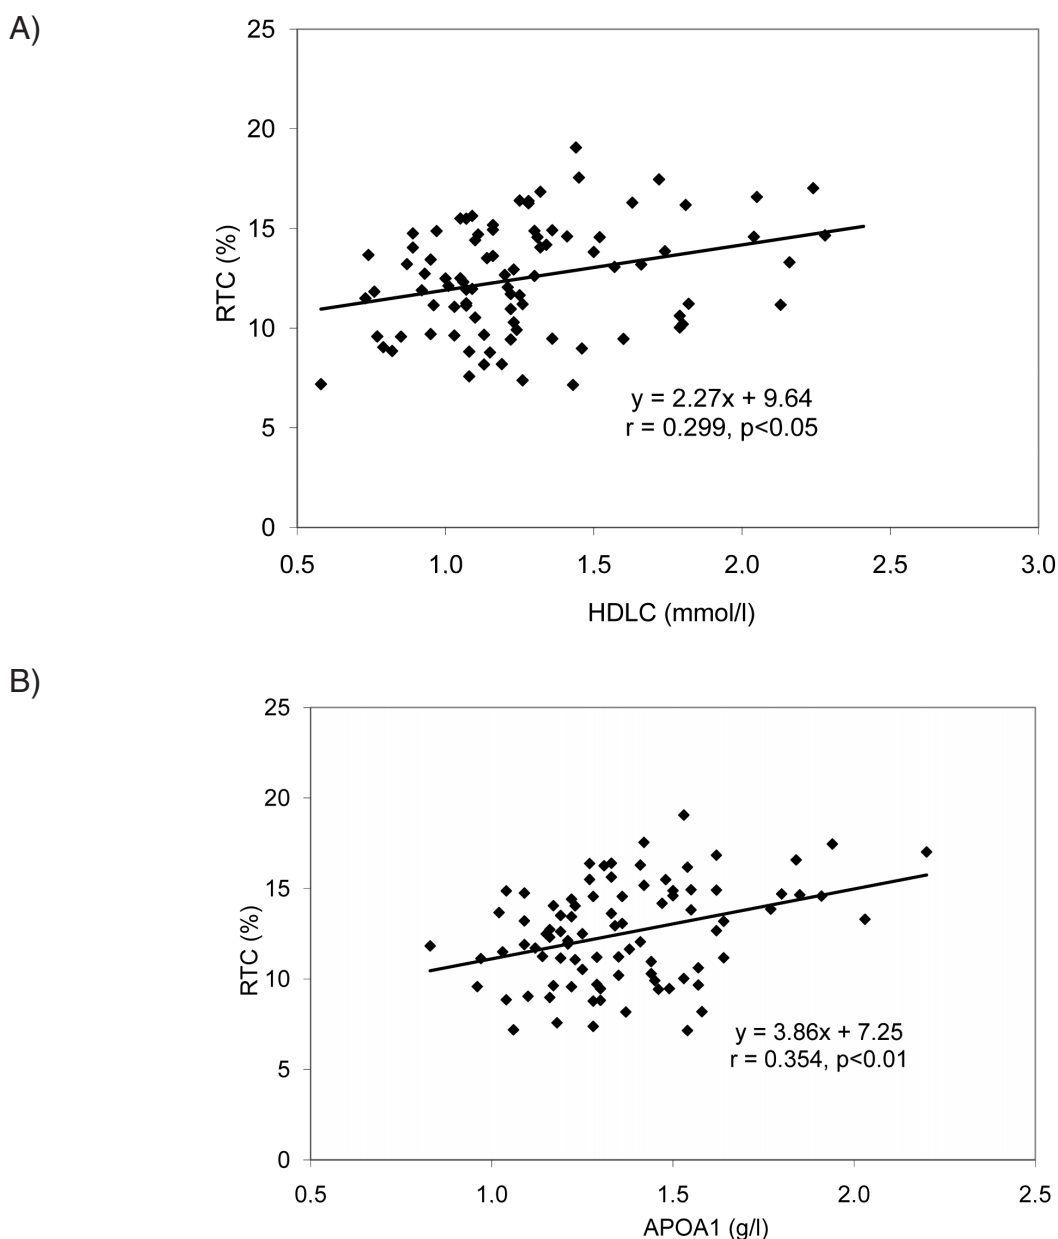 A)
25
20
15
10
5
0
RTC (%)
y = 2.27x + 9.64
r = 0.299, p<0.05
0.5 1.0 1.5 2.0 2.5 3.0
HDLC (mmol/l)
B)
25
20
15
10
5
0
RTC (%)
y = 3.86x + 7.25
r = 0.354, p<0.01
0.5 1.0 1.5 2.0 2.5
APOA1 (g/l)